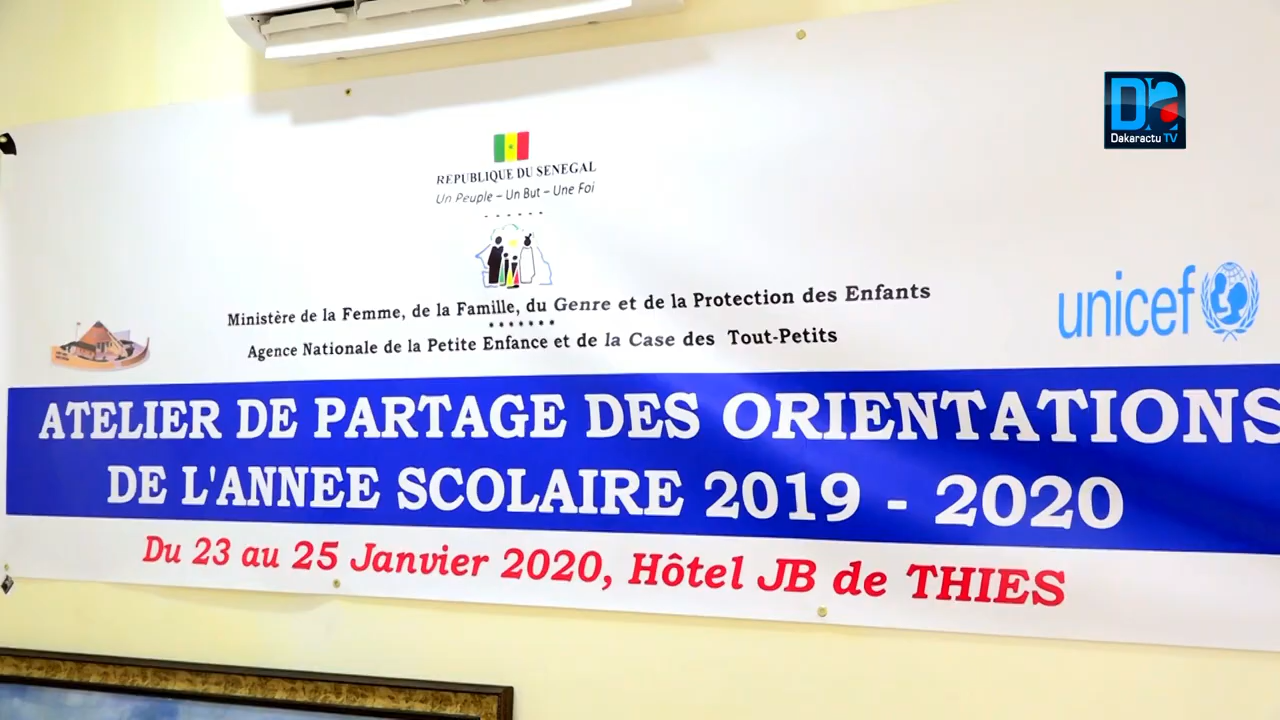 Dakaractu TV
REPUBLIQUE DU SENEGAL
Un Peuple – Un But – Une Foi
unicef
Ministère de la Femme, de la Famille, du Genre et de la Protection des Enfants
Agence Nationale de la Petite Enfance et de la Case des Tout-Petits
ATELIER DE PARTAGE DES ORIENTATIONS
DE L'ANNEE SCOLAIRE 2019 - 2020
Du 23 au 25 Janvier 2020, Hôtel JB de THIES